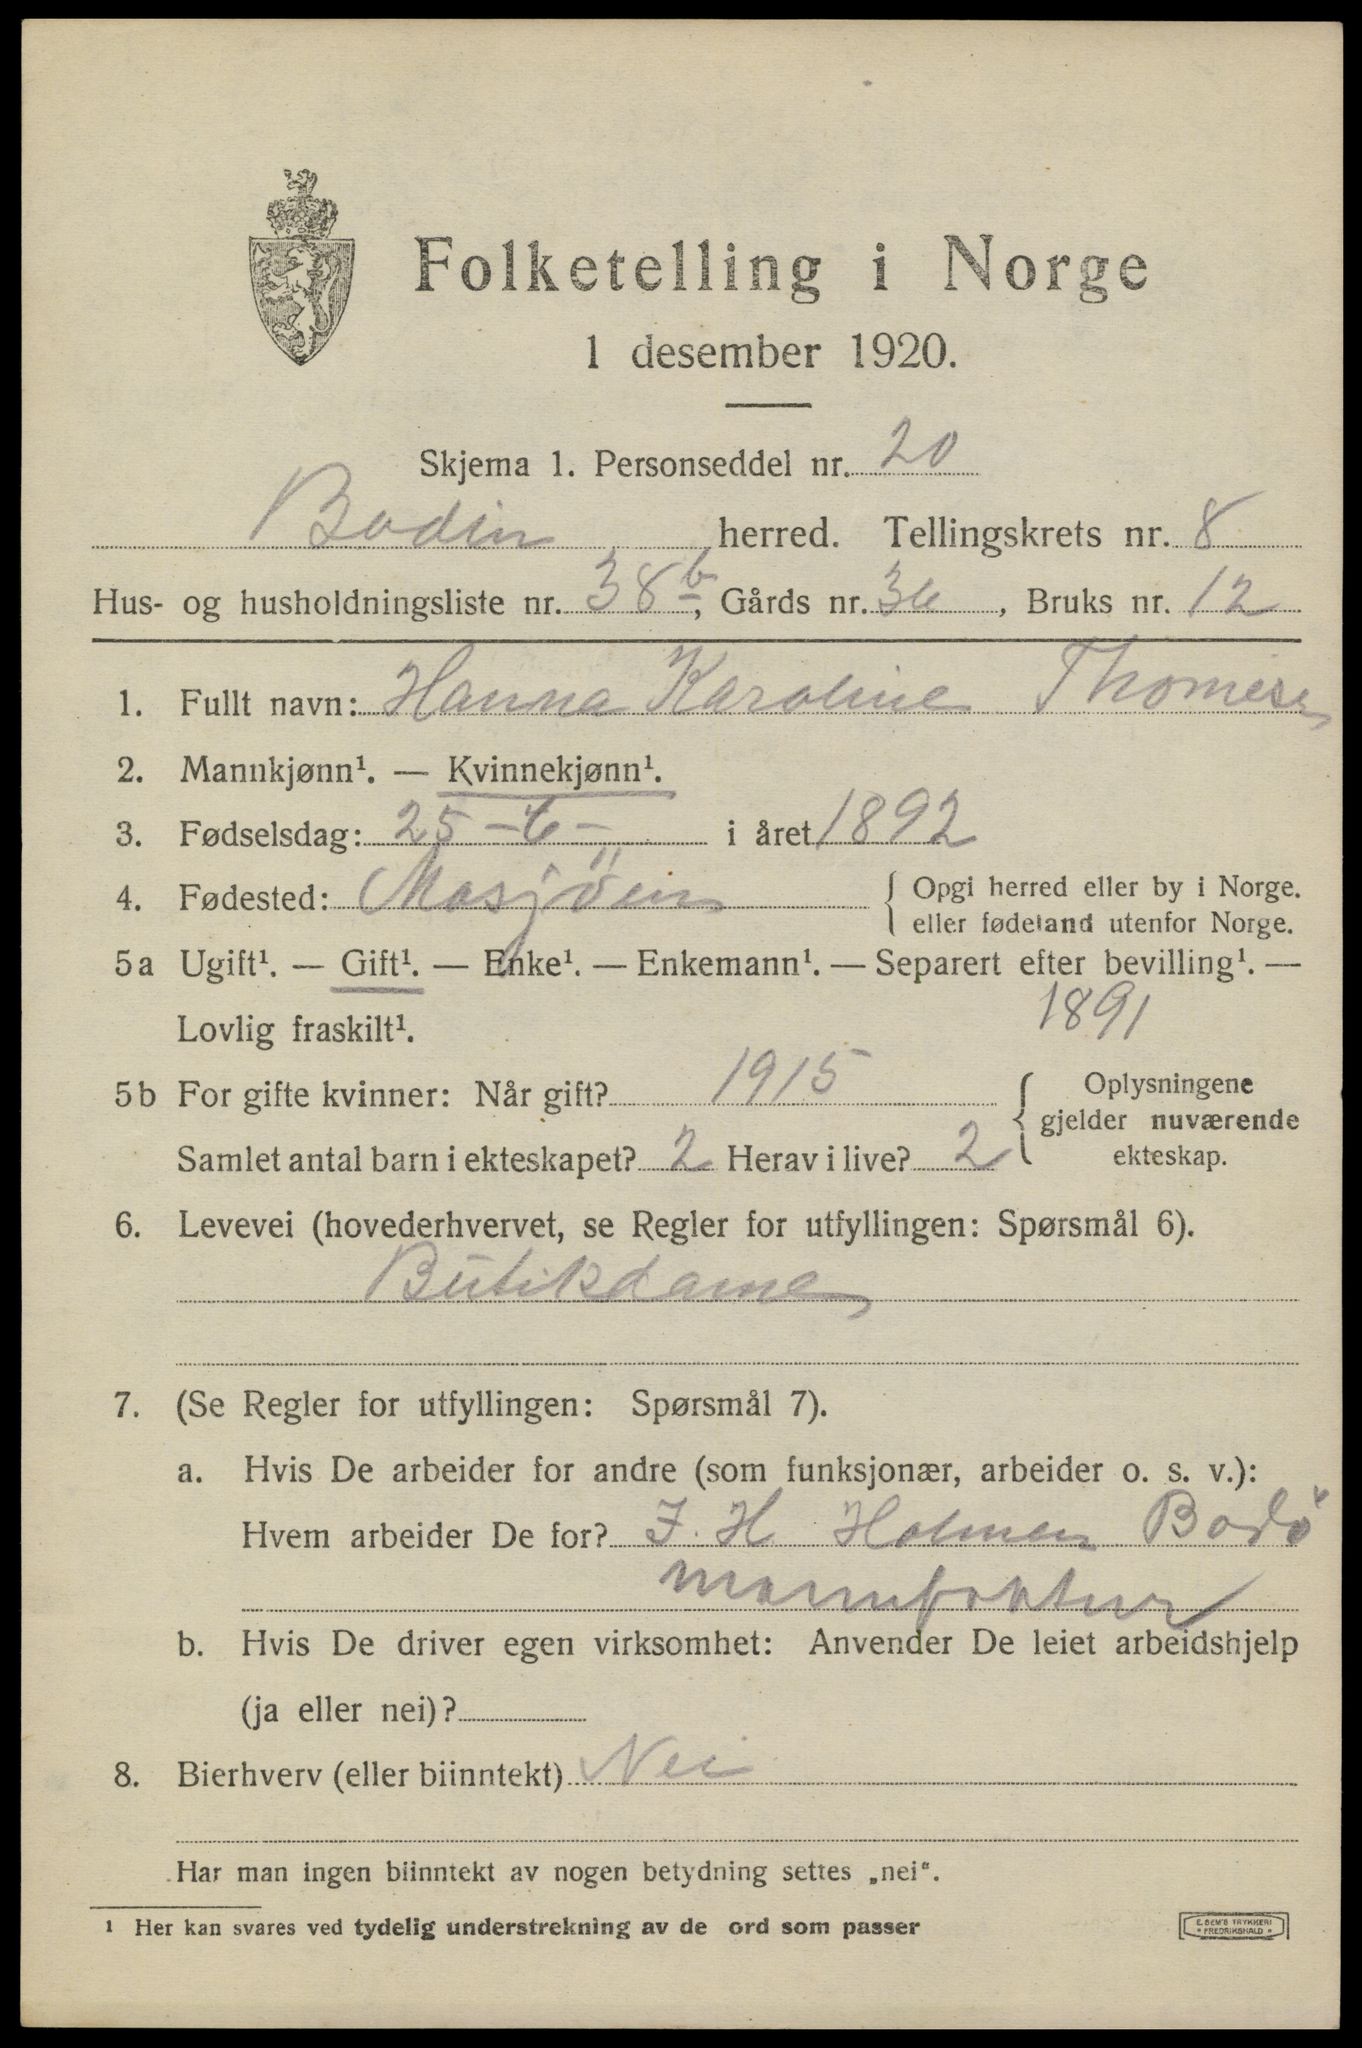 Folketelling i Norge
1 desember 1920.
Skjema 1. Personseddel nr. 20
Bodin herred. Tellingskrets nr. 8
Hus- og husholdningsliste nr. 38b, Gårds nr. 36, Bruks nr. 12
1. Fullt navn: Hanna Karoline Thomesen
2. Mannkjønn¹. — Kvinnekjønn¹.
3. Fødselsdag: 25 - 6 - i året 1892
4. Fødested: Mosjöen { Opgi herred eller by i Norge.
eller fødeland utenfor Norge.
5a Ugift¹. — Gift¹. — Enke¹. — Enkemann¹. — Separert efter bevilling¹. —
Lovlig fraskilt¹. 1891
5b For gifte kvinner: Når gift? 1915 { Oplysningene
gjelder nuværende
Samlet antal barn i ekteskapet? 2 Herav i live? 2 ekteskap.
6. Levevei (hovederhvervet, se Regler for utfyllingen: Spørsmål 6).
Butikdame
7. (Se Regler for utfyllingen: Spørsmål 7).
a. Hvis De arbeider for andre (som funksjonær, arbeider o. s. v.):
Hvem arbeider De for? J. H. Holmen Bodö
manufaktur
b. Hvis De driver egen virksomhet: Anvender De leiet arbeidshjelp
(ja eller nei)?
8. Bierhverv (eller biinntekt) Nei
Har man ingen biinntekt av nogen betydning settes „nei“.
1 Her kan svares ved tydelig understrekning av de ord som passer
E. SEM'S TRYKKERI
* FREDRIKSHALD *